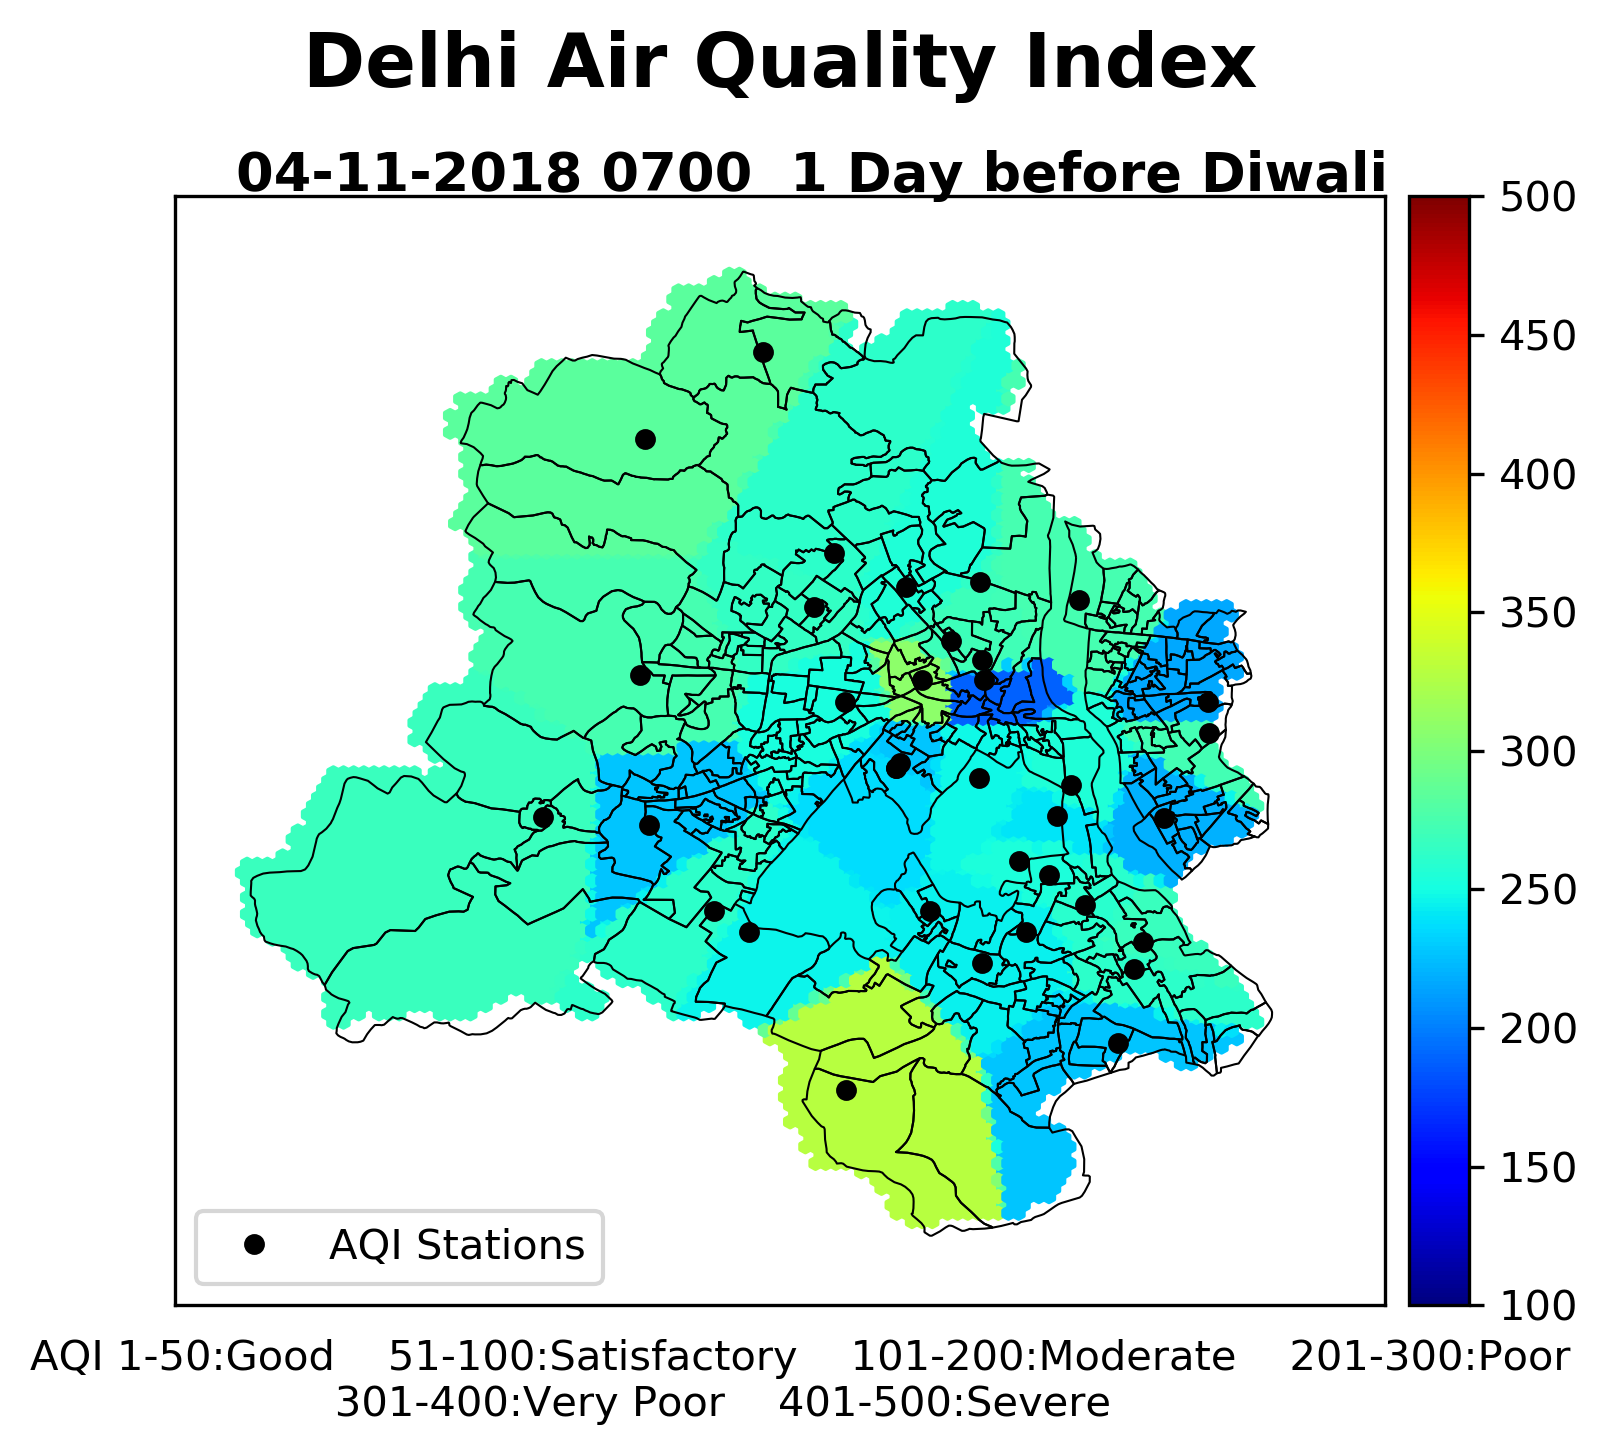 Delhi Air Quality Index
04-11-2018 0700  1 Day before Diwali
500
450
400
350
300
250
200
150
100
AQI Stations
AQI 1-50:Good    51-100:Satisfactory    101-200:Moderate    201-300:Poor
301-400:Very Poor    401-500:Severe